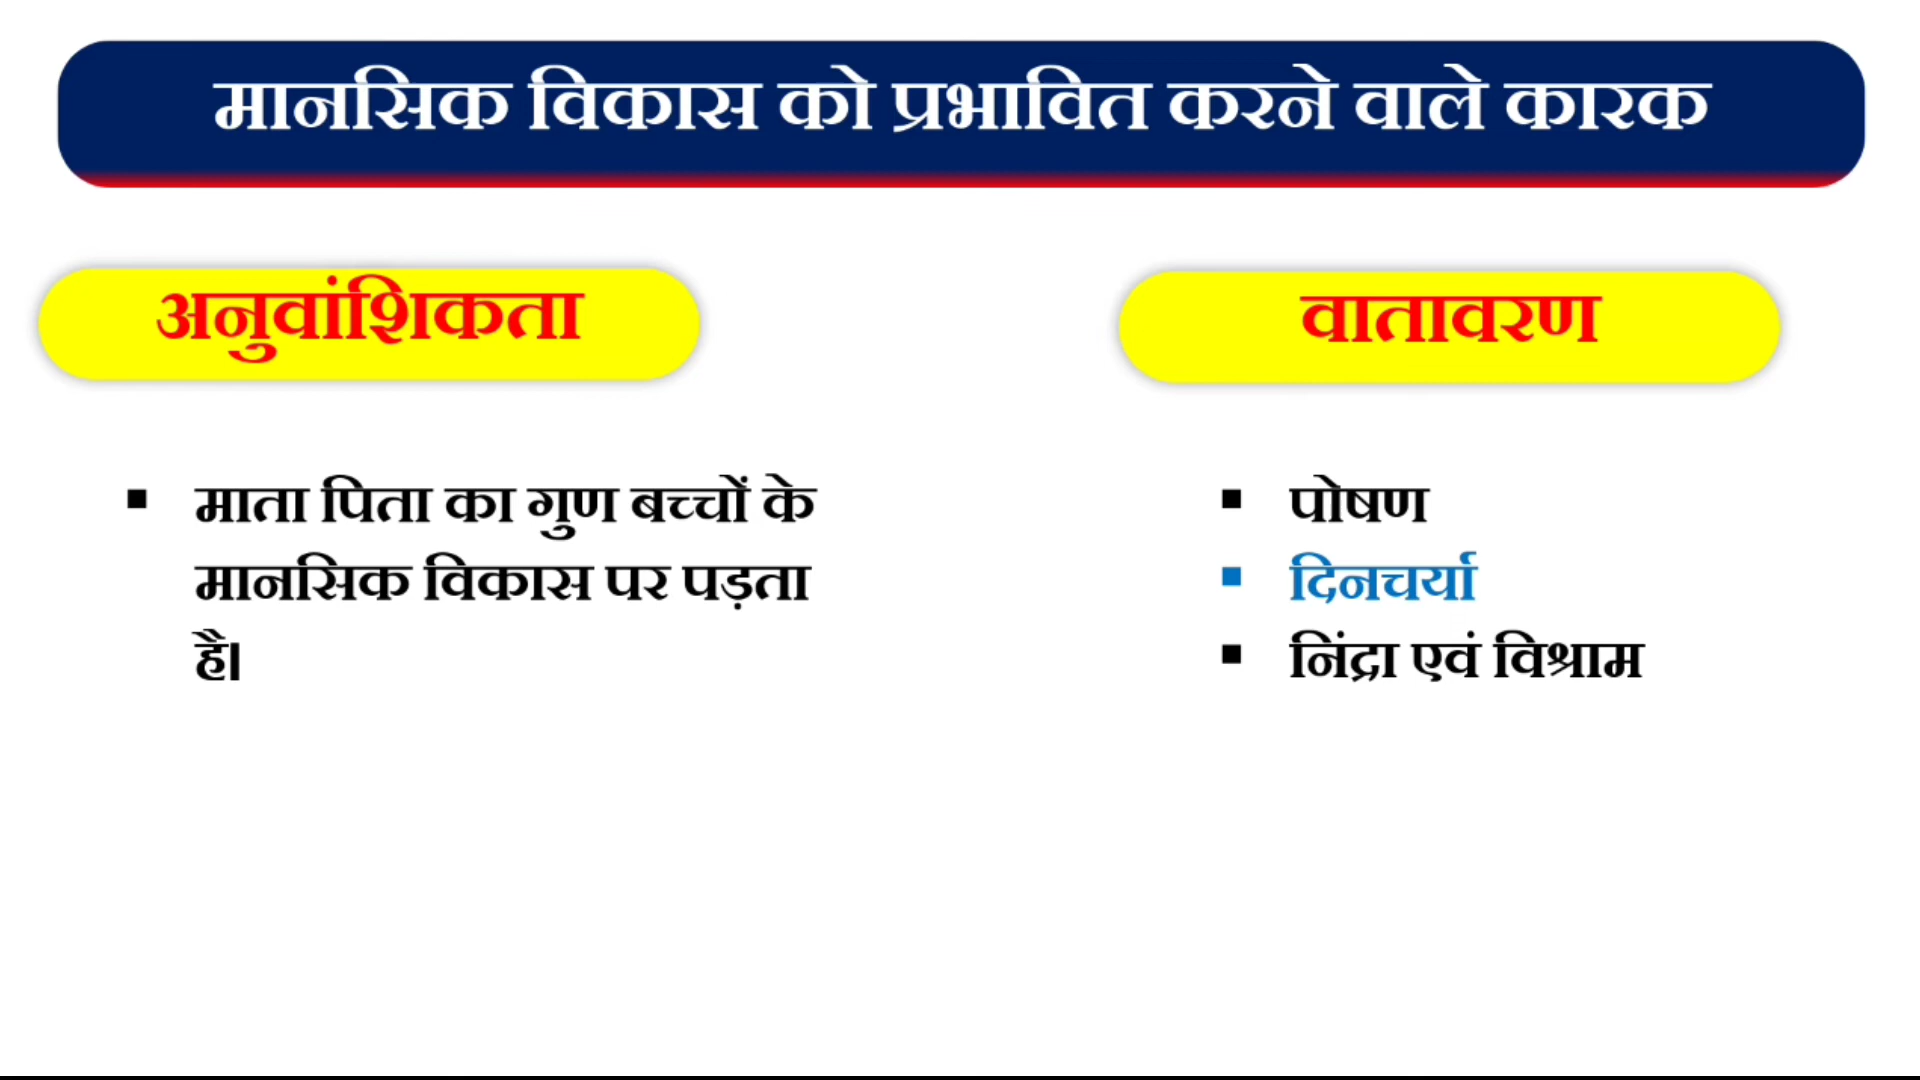 मानसिक विकास को प्रभावित करने वाले कारक
अनुवांशिकता
वातावरण
▪ माता पिता का गुण बच्चों के
मानसिक विकास पर पड़ता
है।
▪ पोषण
▪ दिनचर्या
▪ निंद्रा एवं विश्राम